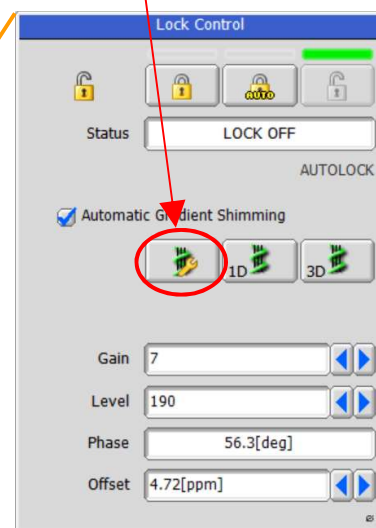 Lock Control
AUTO
Status LOCK OFF
AUTOLOCK
Automatic Gradient Shimming
1D 3D
Gain 7
Level 190
Phase 56.3[deg]
Offset 4.72[ppm]